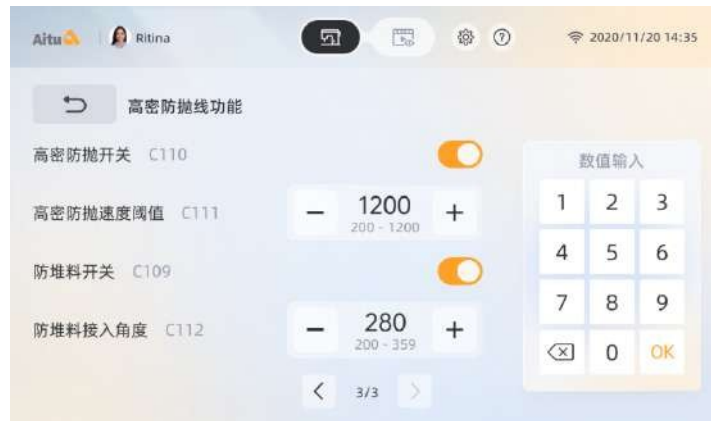 Aitu Ritina 2020/11/20 14:35
高密防抛线功能
高密防抛开关 C110
数值输入
高密防抛速度阈值 C111 − 1200 +
200 - 1200
1 2 3
4 5 6
防堆料开关 C109
7 8 9
防堆料接入角度 C112 − 280 +
200 - 359
0 OK
3/3